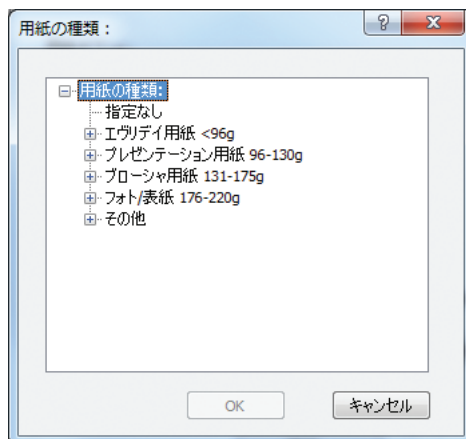 用紙の種類：
用紙の種類:
指定なし
エヴリデイ用紙 <96g
プレゼンテーション用紙 96-130g
ブローシャ用紙 131-175g
フォト/表紙 176-220g
その他
OK
キャンセル